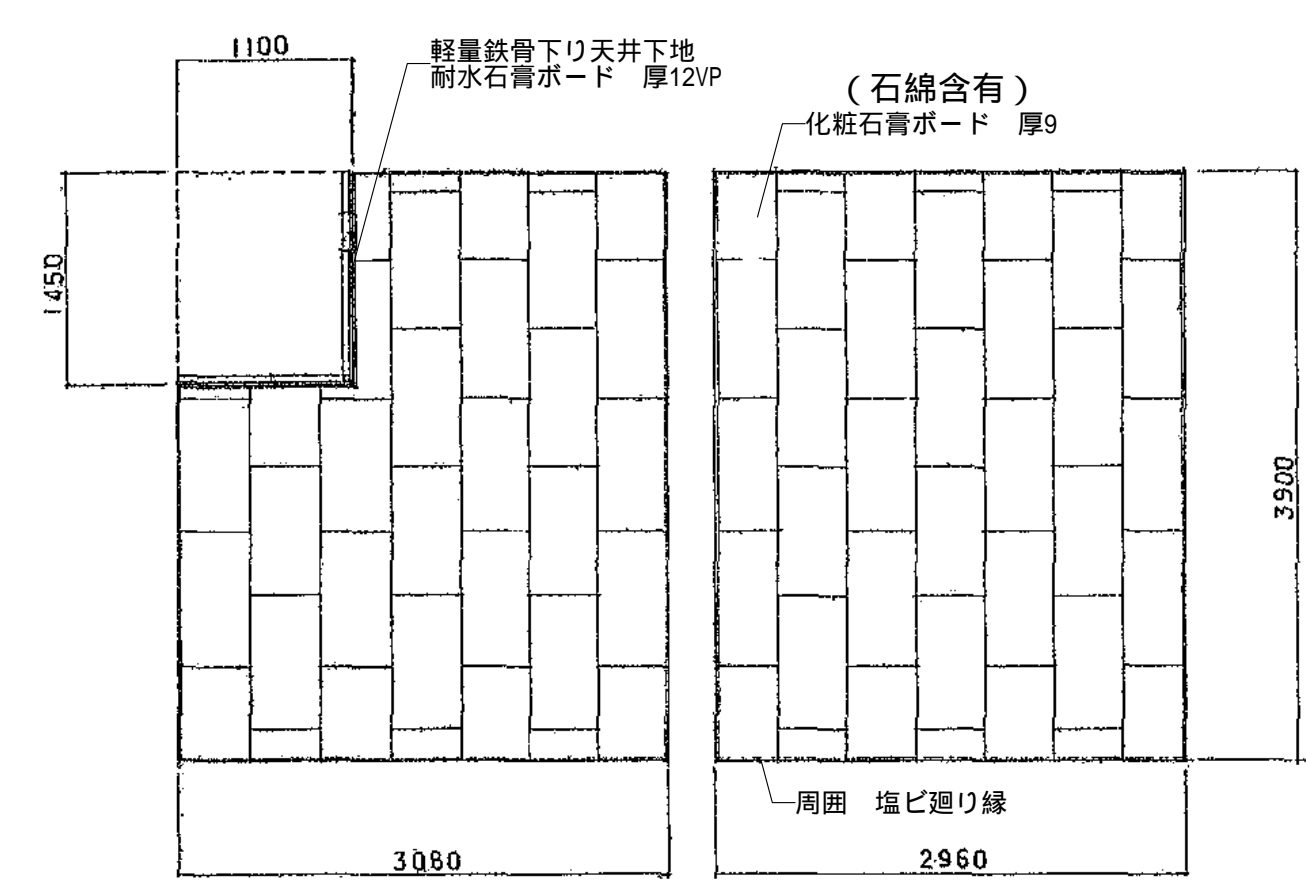 1100
軽量鉄骨下り天井下地
耐水石膏ボード　厚12VP
（石綿含有）
化粧石膏ボード　厚9
1450
3900
周囲　塩ビ廻り縁
3080
2960